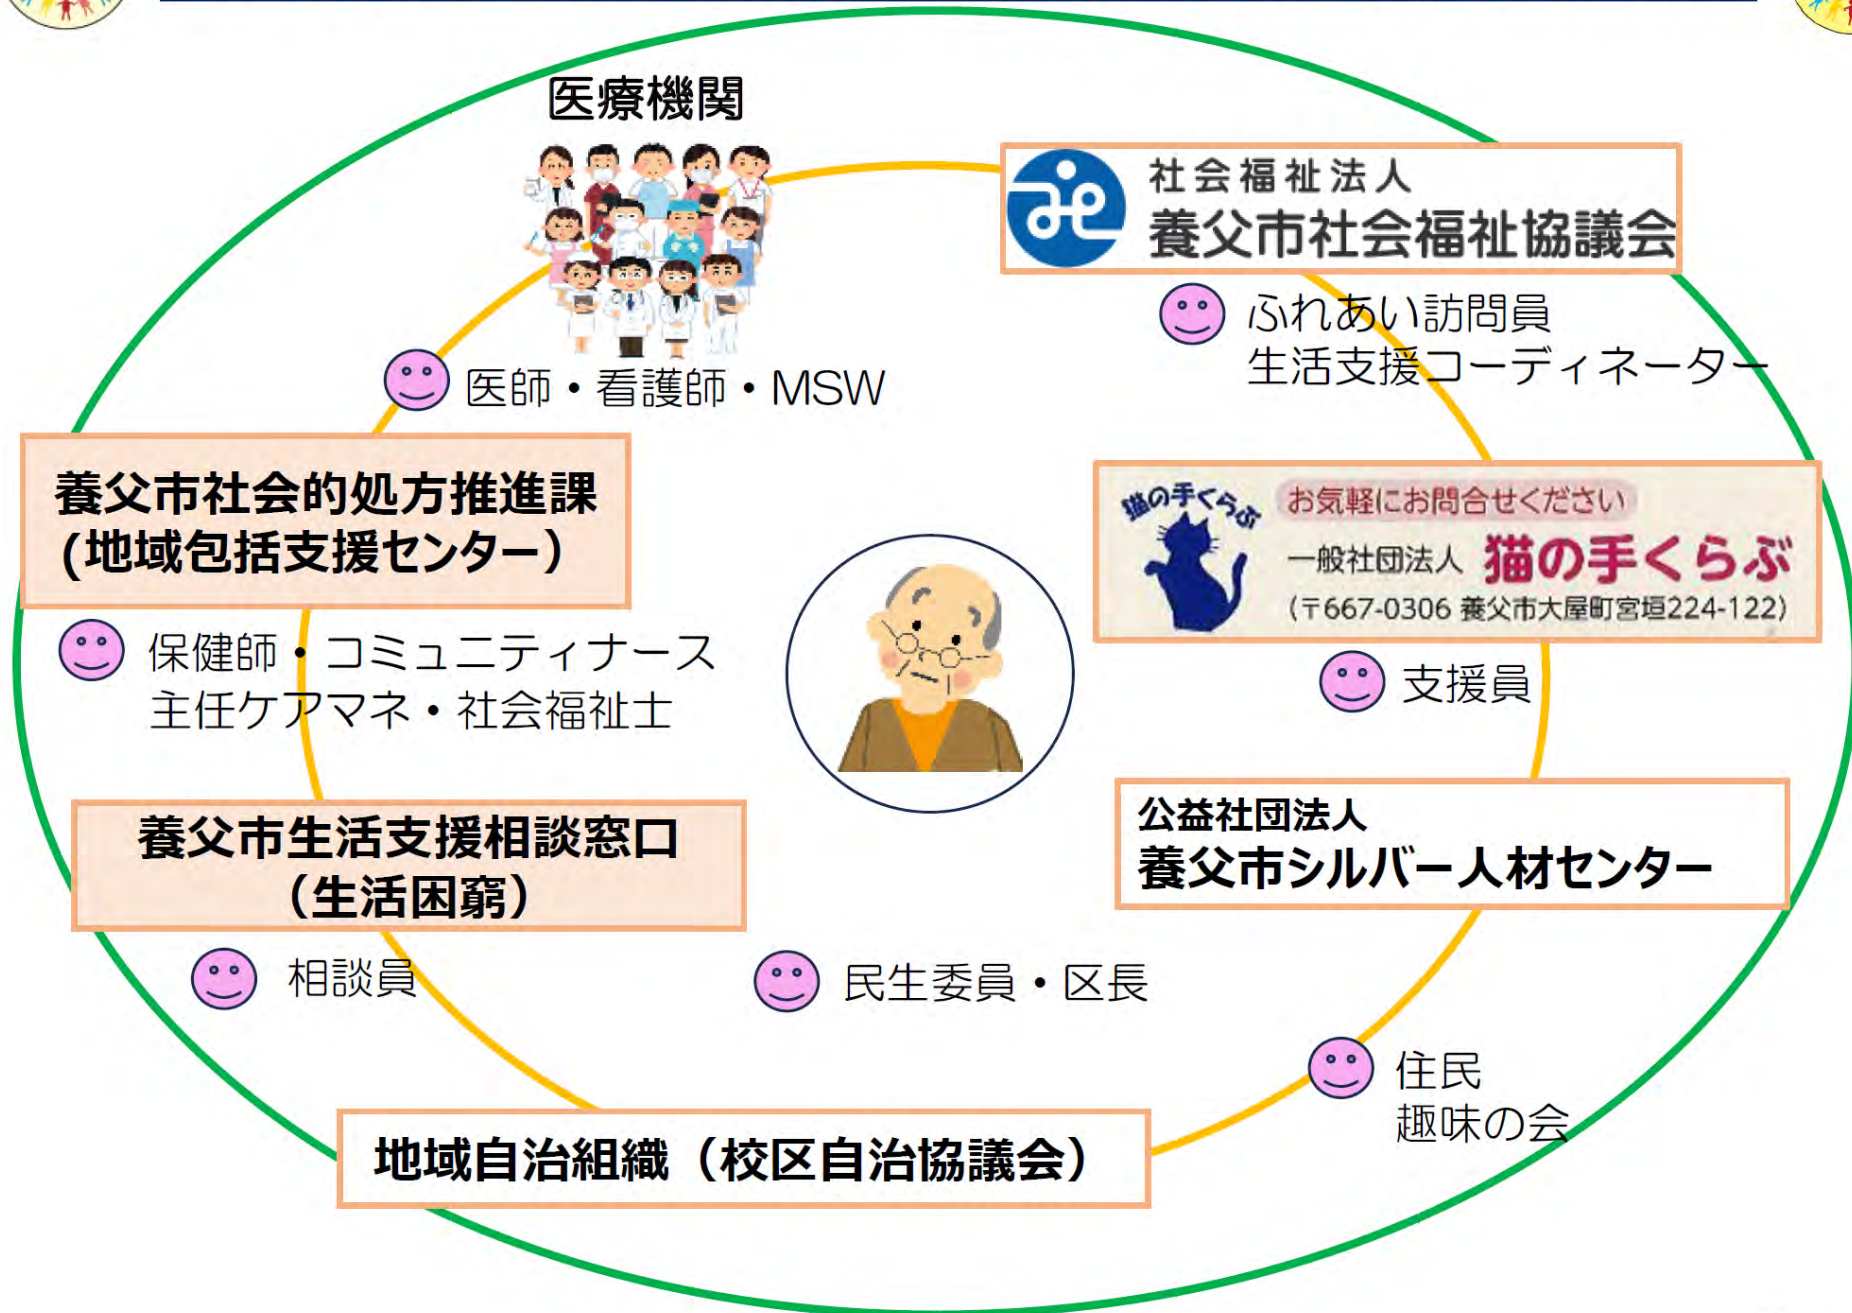 医療機関
社会福祉法人
養父市社会福祉協議会
ふれあい訪問員
生活支援コーディネーター
医師・看護師・MSW
養父市社会的処方推進課
(地域包括支援センター）
猫の手くらぶ
お気軽にお問合せください
一般社団法人 猫の手くらぶ
(〒667-0306 養父市大屋町宮垣224-122)
保健師・コミュニティナース
主任ケアマネ・社会福祉士
支援員
養父市生活支援相談窓口
（生活困窮）
公益社団法人
養父市シルバー人材センター
相談員
民生委員・区長
住民
趣味の会
地域自治組織（校区自治協議会）